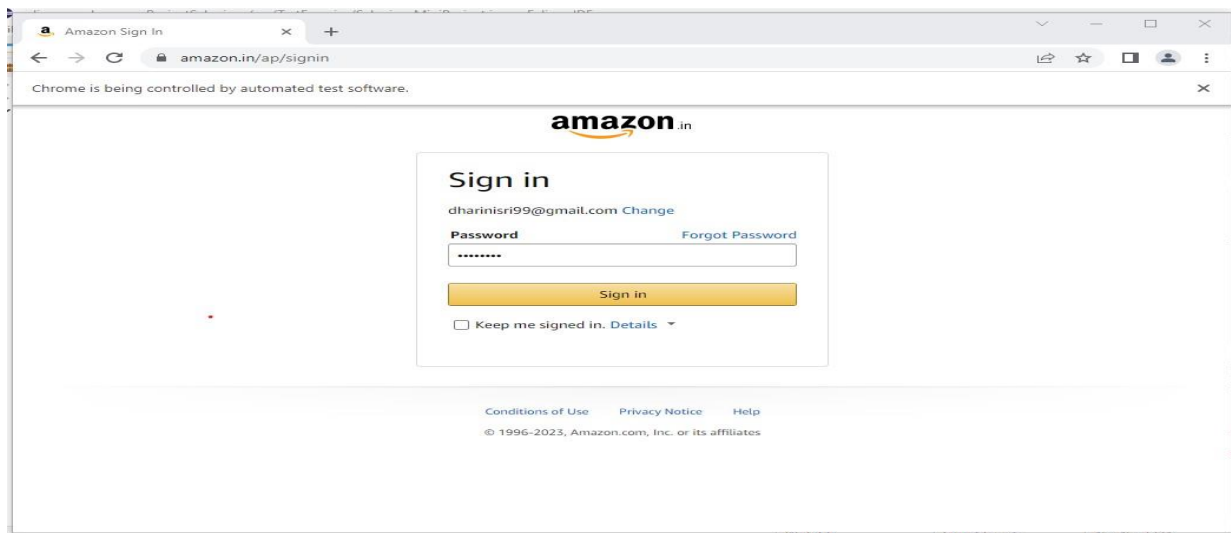 Amazon Sign In
amazon.in/ap/signin
Chrome is being controlled by automated test software.
amazon.in
Sign in
dharinisri99@gmail.com Change
Password Forgot Password
••••••••
Sign in
Keep me signed in. Details
Conditions of Use Privacy Notice Help
© 1996-2023, Amazon.com, Inc. or its affiliates